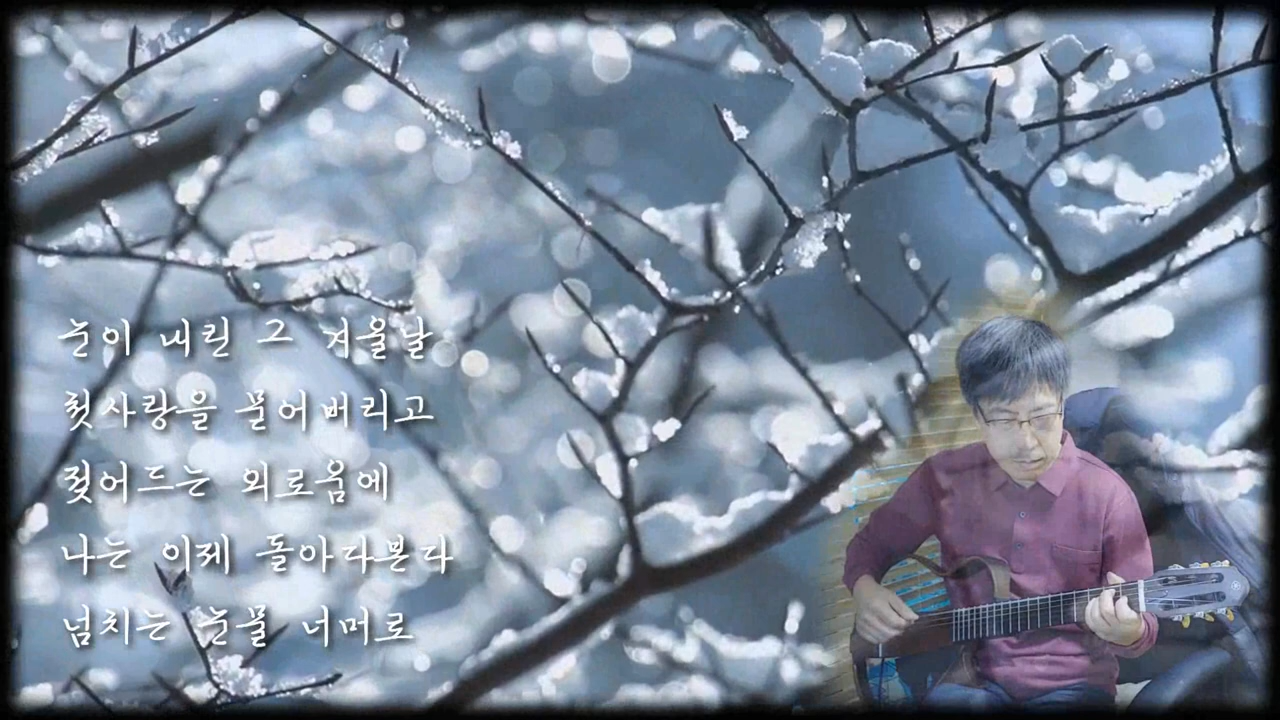 눈이 내린 그 겨울날
첫사랑을 묻어버리고
젖어드는 외로움에
나는 이제 돌아다본다
넘치는 눈물 너머로